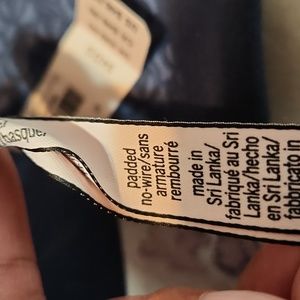 basque
padded
no-wire/sans
armature
rembourré
made in
Sri Lanka/
fabriqué au Sri
Lanka/hecho
en Sri Lanka/
fabbricato in